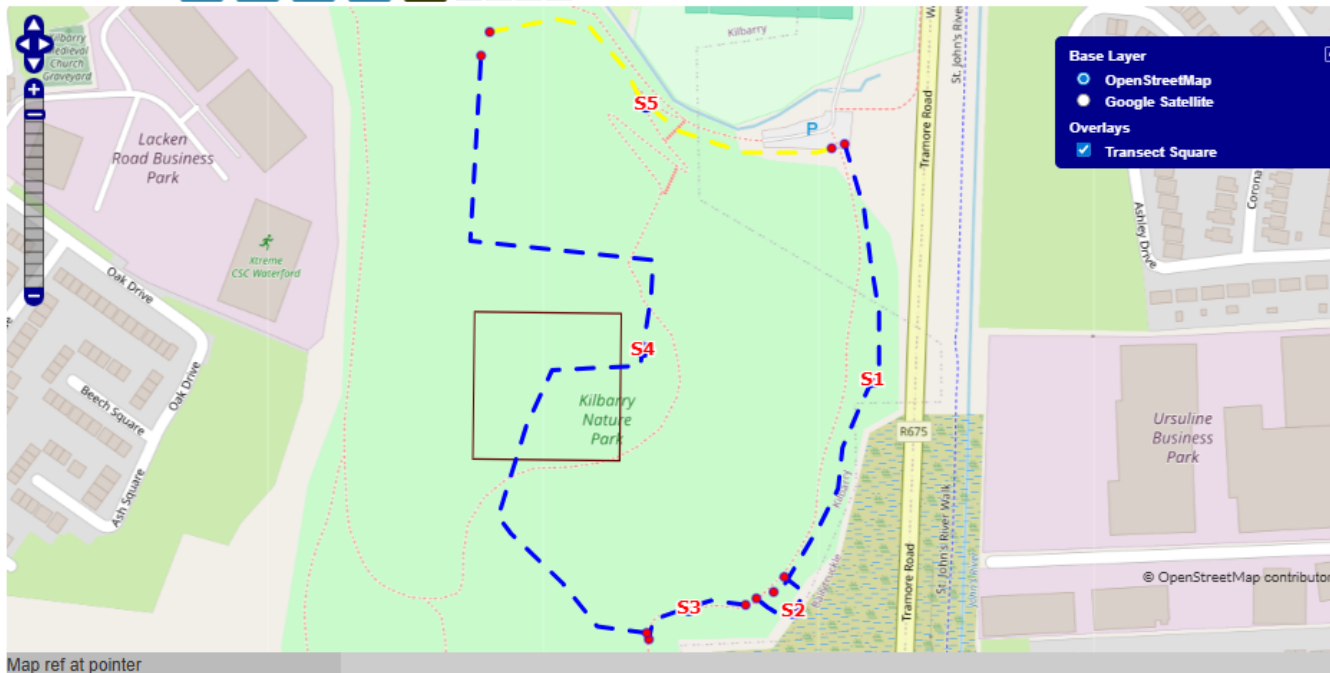 Kilbarry
Medieval
Church
Graveyard
Lacken
Road Business
Park
Xtreme
CSC Waterford
Oak Drive
Oak Drive
Beech Square
Ash Square
S5
Kilbarry
P
S4
Kilbarry
Nature
Park
S1
S3
S2
Kilbarry
Ballytruckle
Tramore Road
R675
Tramore Road
St. John's River Walk
St. John's River
Ashley Drive
Base Layer
OpenStreetMap
Google Satellite
Overlays
Transect Square
Ursuline
Business
Park
© OpenStreetMap contributor
Map ref at pointer